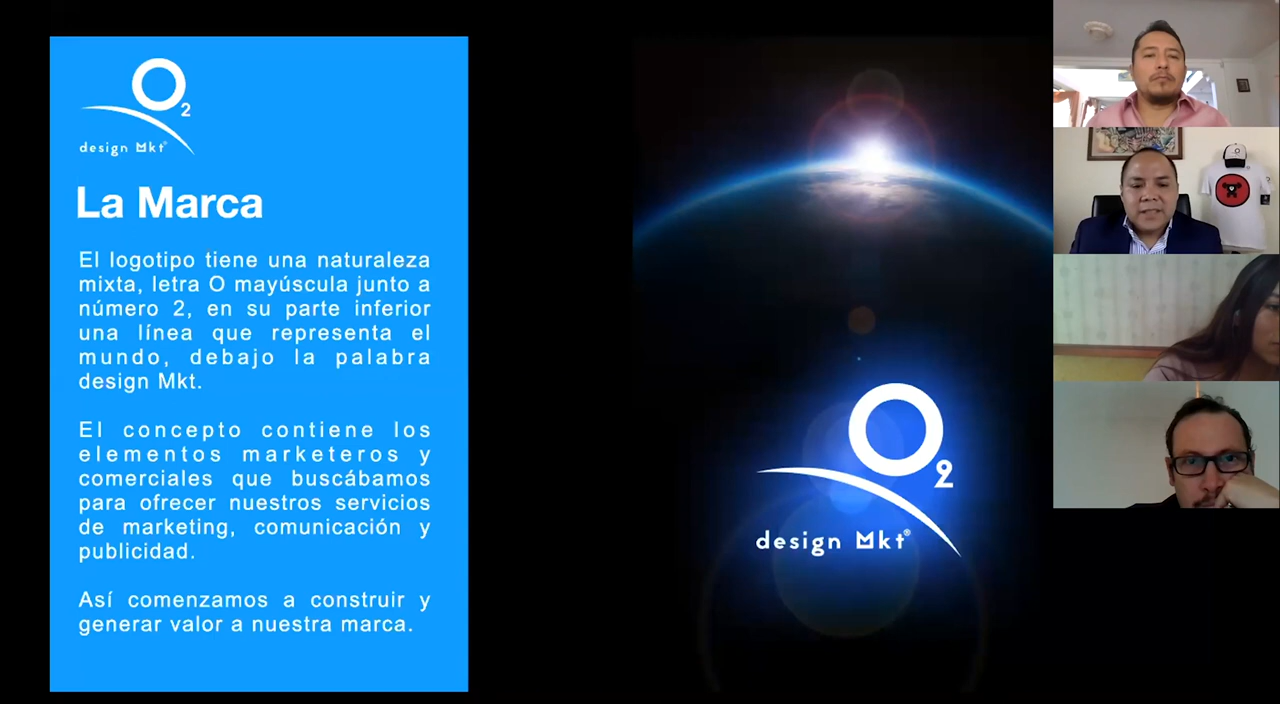 O2
design Mkt®
La Marca
El logotipo tiene una naturaleza
mixta, letra O mayúscula junto a
número 2, en su parte inferior
una línea que representa el
mundo, debajo la palabra
design Mkt.
El concepto contiene los
elementos marketeros y
comerciales que buscábamos
para ofrecer nuestros servicios
de marketing, comunicación y
publicidad.
Así comenzamos a construir y
generar valor a nuestra marca.
O2
design Mkt®